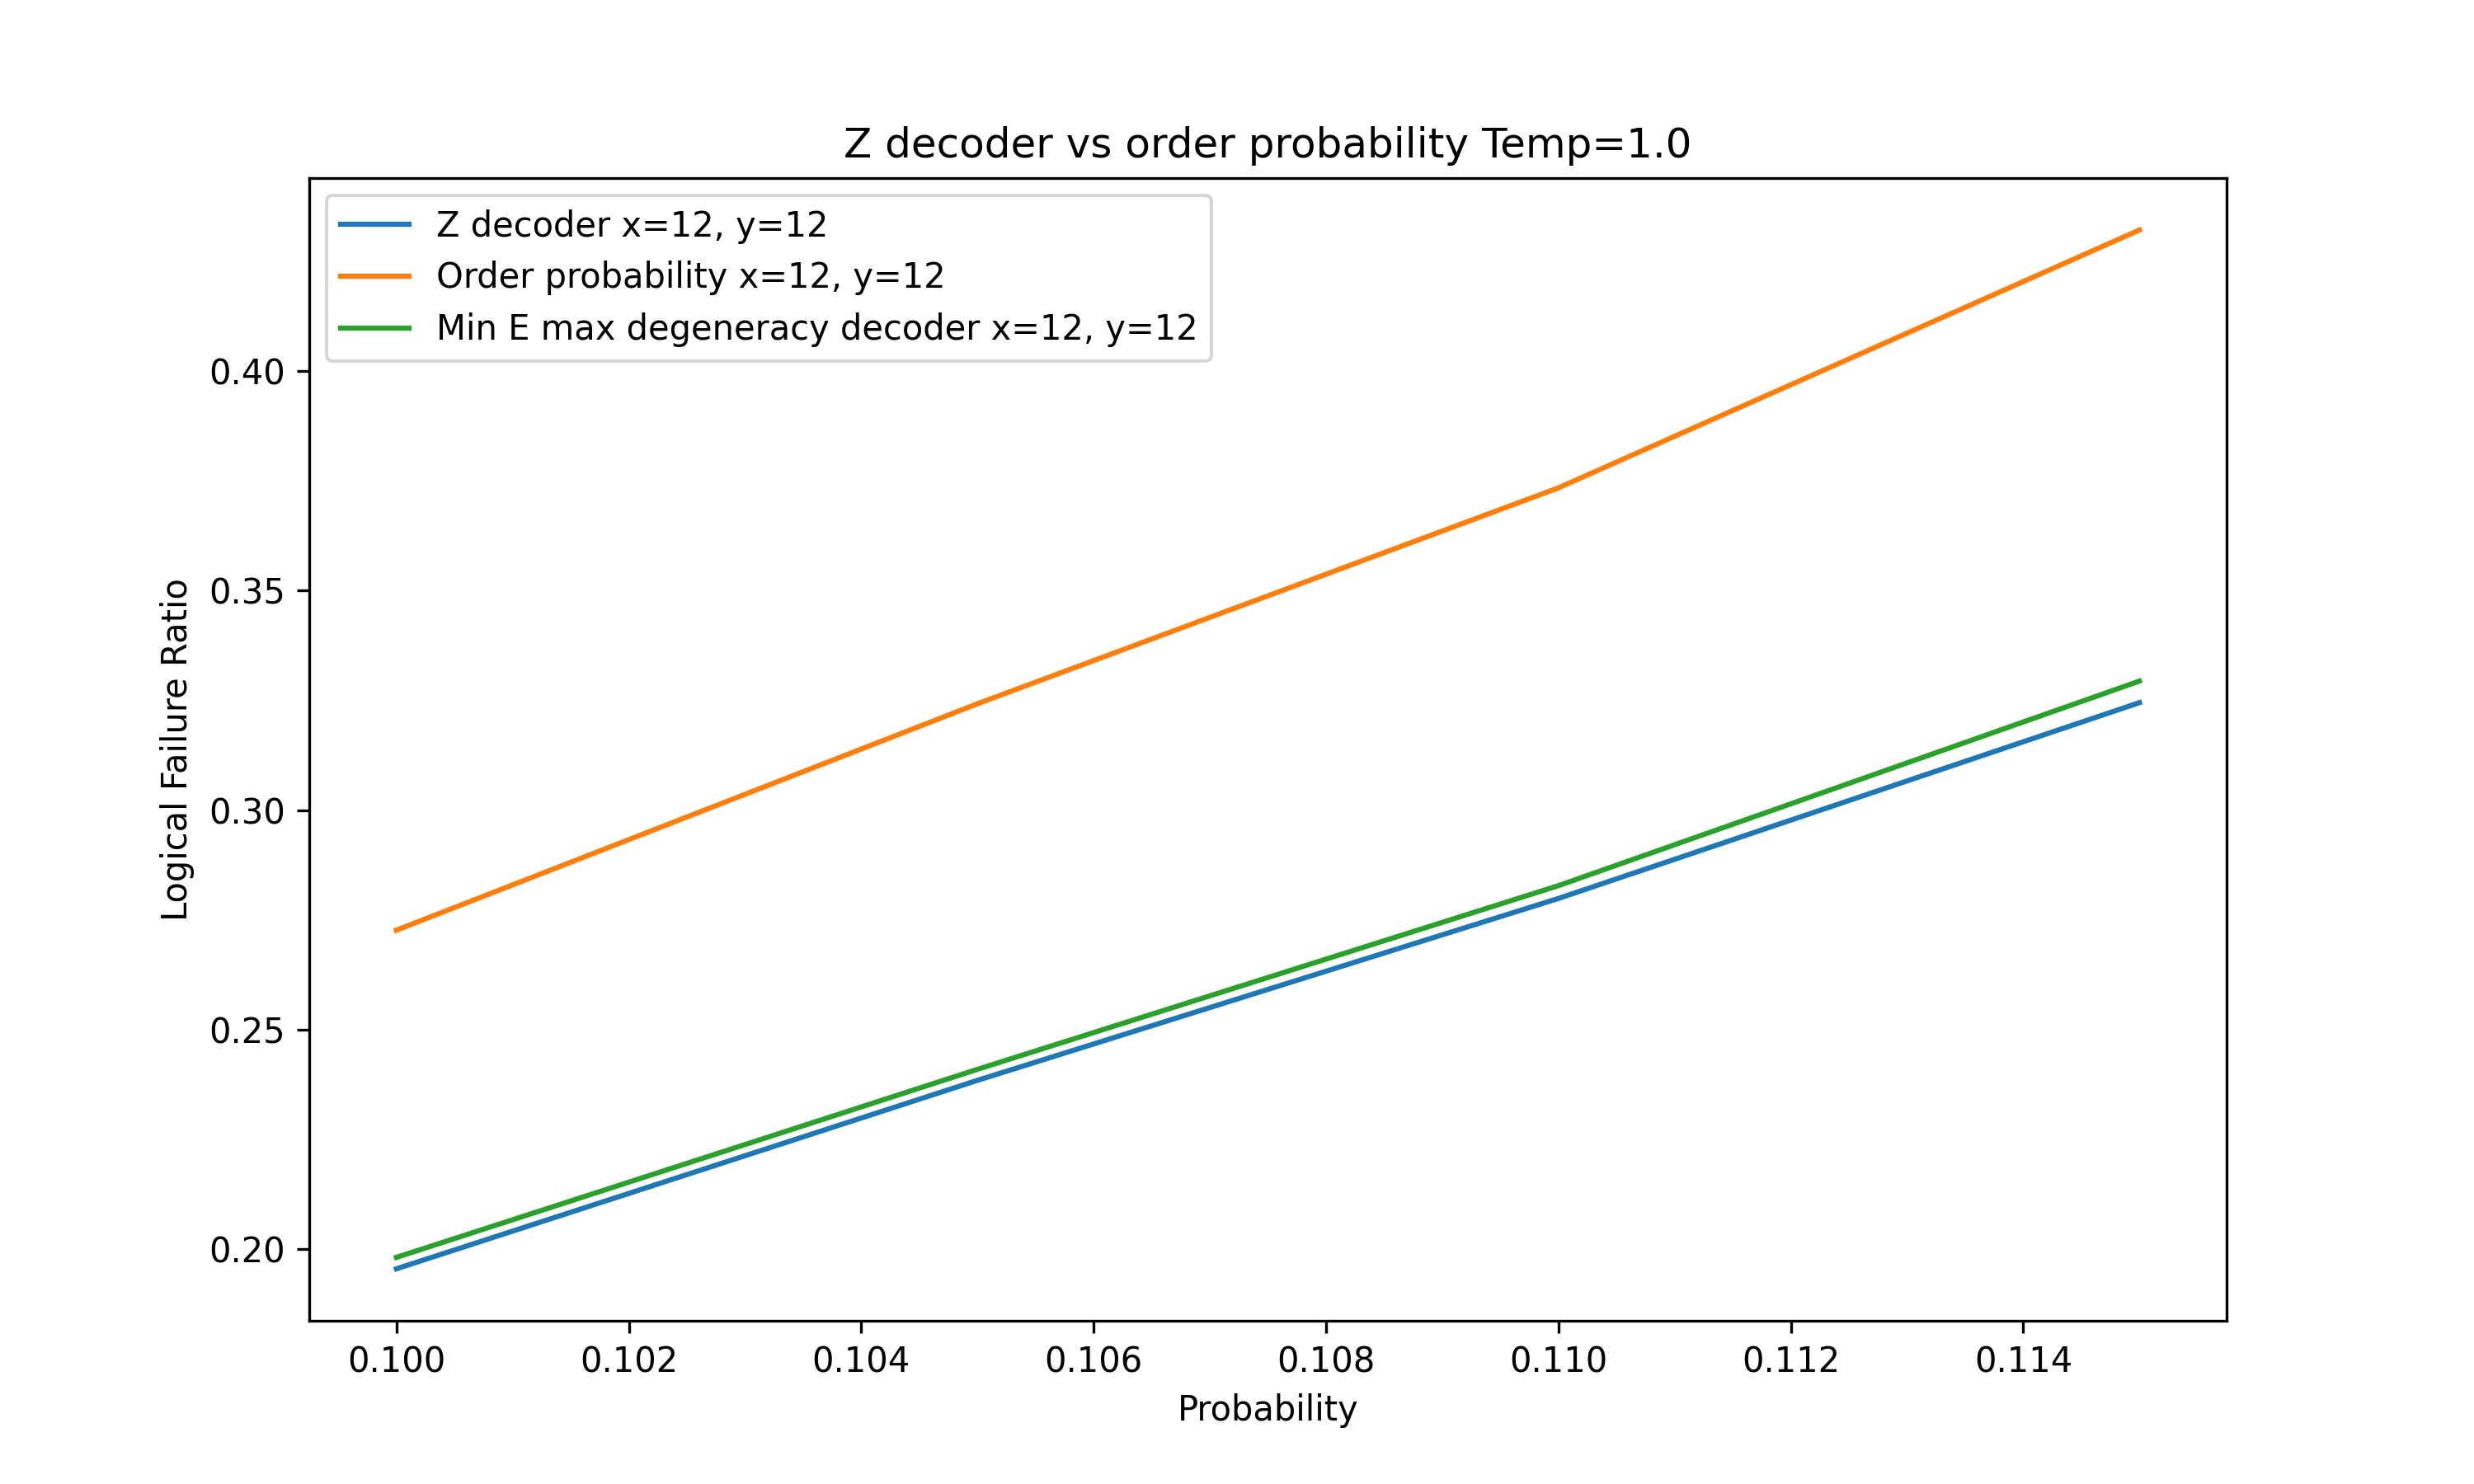 Z decoder vs order probability Temp=1.0
Z decoder x=12, y=12
Order probability x=12, y=12
Min E max degeneracy decoder x=12, y=12
0.40
0.35
0.30
0.25
0.20
Logical Failure Ratio
0.100 0.102 0.104 0.106 0.108 0.110 0.112 0.114
Probability